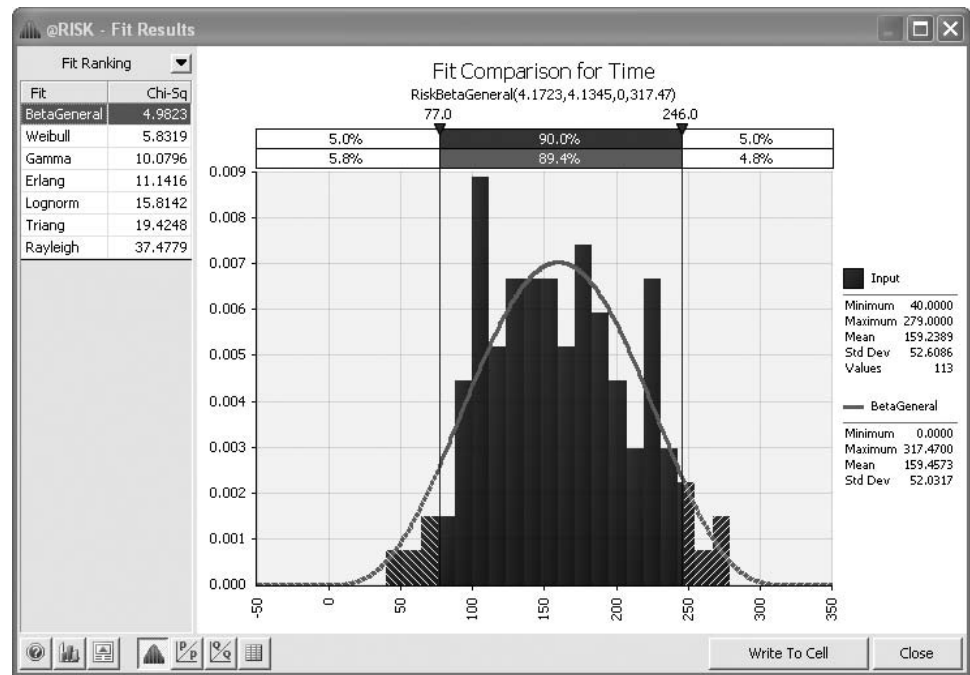 @RISK - Fit Results
Fit Ranking
Fit Chi-Sq
BetaGeneral 4.9823
Weibull 5.8319
Gamma 10.0796
Erlang 11.1416
Lognorm 15.8142
Triang 19.4248
Rayleigh 37.4779
Fit Comparison for Time
RiskBetaGeneral(4.1723,4.1345,0,317.47)
77.0 246.0
5.0% 90.0% 5.0%
5.8% 89.4% 4.8%
0.009
0.008
0.007
0.006
0.005
0.004
0.003
0.002
0.001
0.000
-50 0 50 100 150 200 250 300 350
Input
Minimum 40.0000
Maximum 279.0000
Mean 159.2389
Std Dev 52.6086
Values 113
BetaGeneral
Minimum 0.0000
Maximum 317.4700
Mean 159.4573
Std Dev 52.0317
P/p Q/q
Write To Cell Close